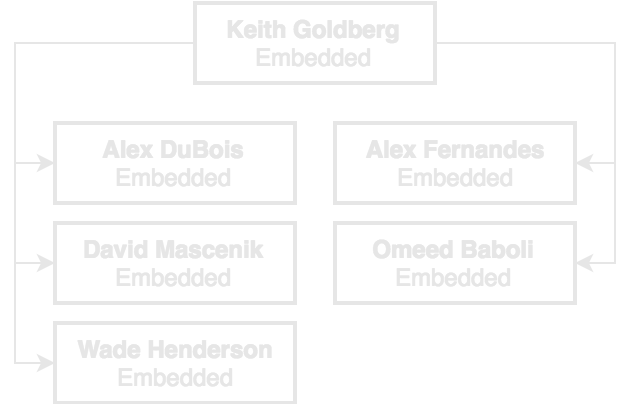 Keith Goldberg
Embedded
Alex DuBois
Embedded
Alex Fernandes
Embedded
David Mascenik
Embedded
Omeed Baboli
Embedded
Wade Henderson
Embedded